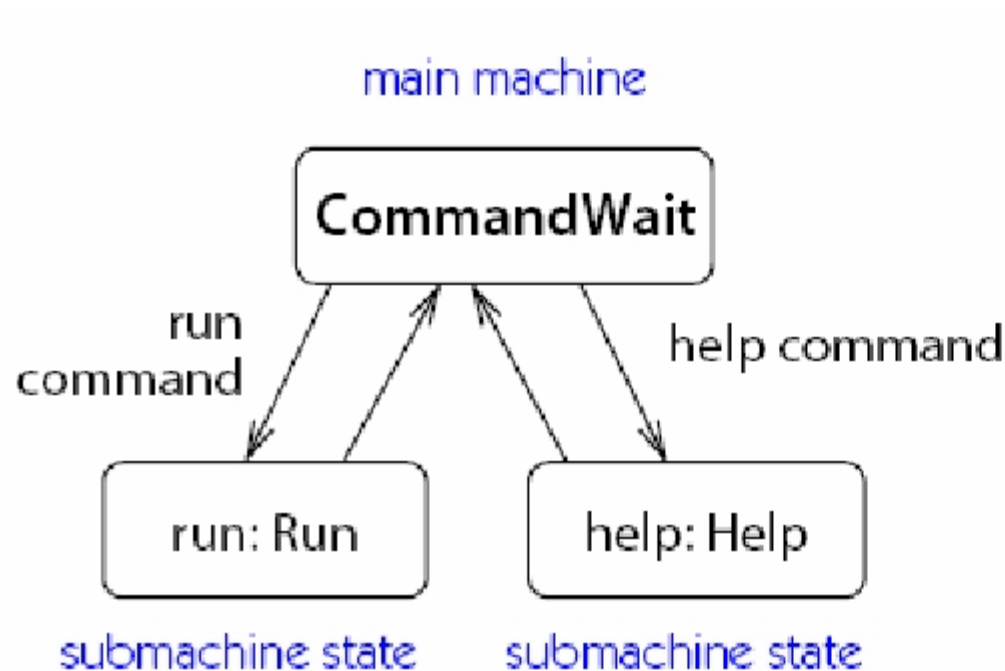 main machine
CommandWait
run
command
help command
run: Run
help: Help
submachine state
submachine state